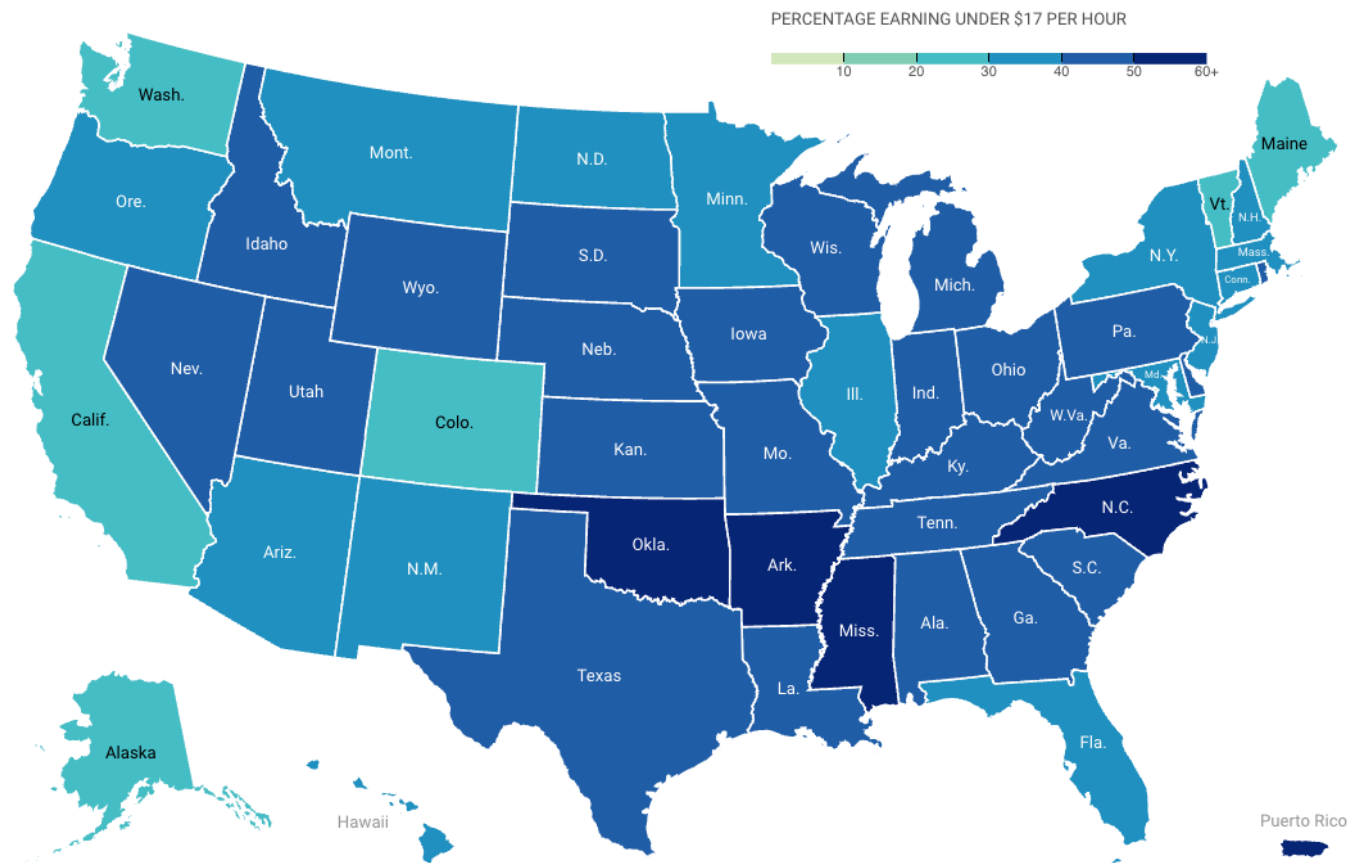 PERCENTAGE EARNING UNDER $17 PER HOUR
10 20 30 40 50 60+
Wash.
Maine
Mont.
N.D.
Minn.
Ore.
Vt.
N.H.
Idaho
S.D.
Wis.
N.Y.
Mass.
Wyo.
Mich.
Conn.
Iowa
Pa.
Neb.
N.J.
Nev.
Ohio
Utah
Ill.
Ind.
Md.
Calif.
Colo.
W.Va.
Kan.
Mo.
Va.
Ky.
N.C.
Tenn.
Okla.
Ariz.
N.M.
Ark.
S.C.
Miss.
Ala.
Ga.
Texas
La.
Alaska
Fla.
Hawaii
Puerto Rico